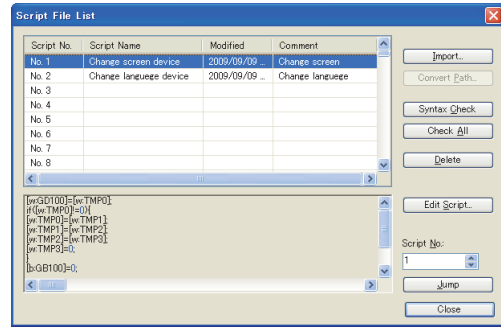 Script File List
Script No. Script Name Modified Comment
No. 1 Change screen device 2009/09/09 ... Change screen
No. 2 Change language device 2009/09/09 ... Change language
No. 3
No. 4
No. 5
No. 6
No. 7
No. 8
Import...
Convert Path...
Syntax Check
Check All
Delete
[w:GD100]=[w:TMP0];
if([w:TMP0]!=0){
[w:TMP0]=[w:TMP1];
[w:TMP1]=[w:TMP2];
[w:TMP2]=[w:TMP3];
[w:TMP3]=0;
}
[b:GB100]=0;
Edit Script...
Script No.:
1
Jump
Close